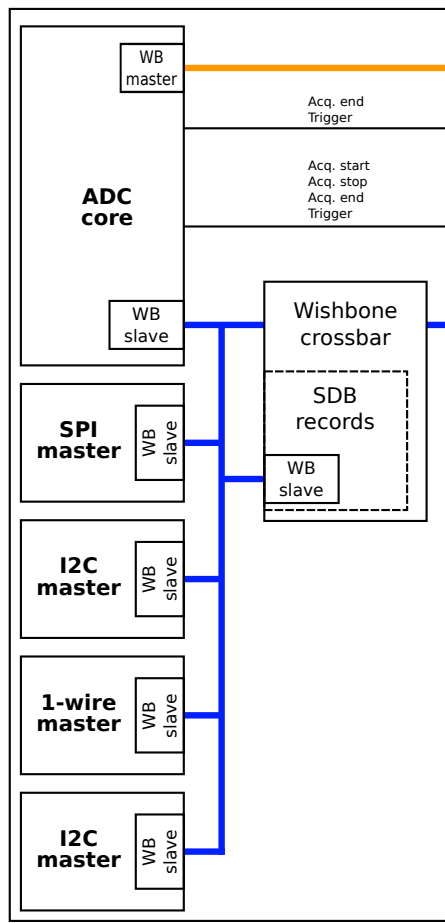 WB
master
Acq. end
Trigger
Acq. start
Acq. stop
Acq. end
Trigger
ADC
core
WB
slave
Wishbone
crossbar
SDB
records
WB
slave
SPI
master
WB
slave
I2C
master
WB
slave
1-wire
master
WB
slave
I2C
master
WB
slave